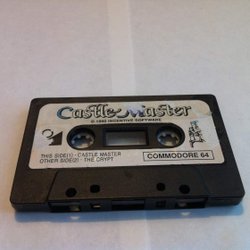 Castle Master
© 1990 INCENTIVE SOFTWARE
THIS SIDE(1) - CASTLE MASTER
OTHER SIDE(2) - THE CRYPT
COMMODORE 64